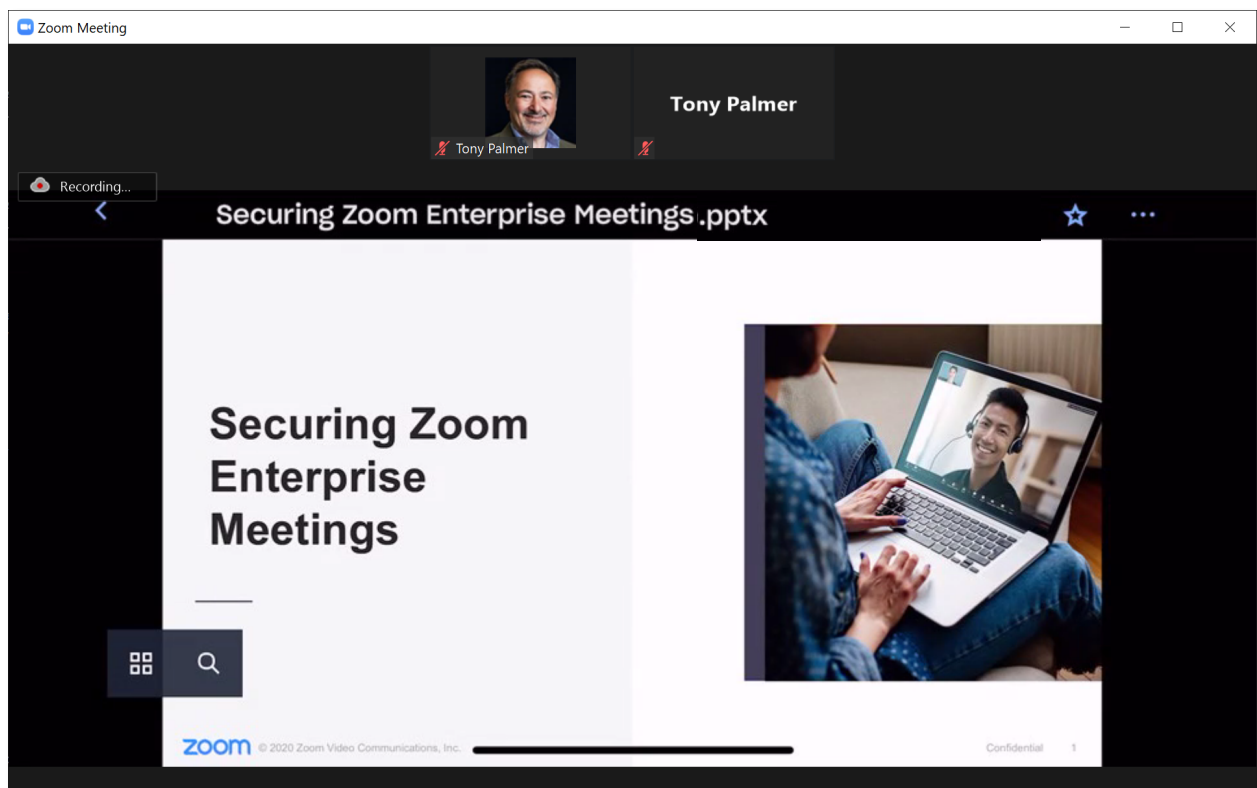 Zoom Meeting
Tony Palmer
Tony Palmer
Recording...
Securing Zoom Enterprise Meetings .pptx
Securing Zoom
Enterprise
Meetings
zoom © 2020 Zoom Video Communications, Inc.
Confidential 1